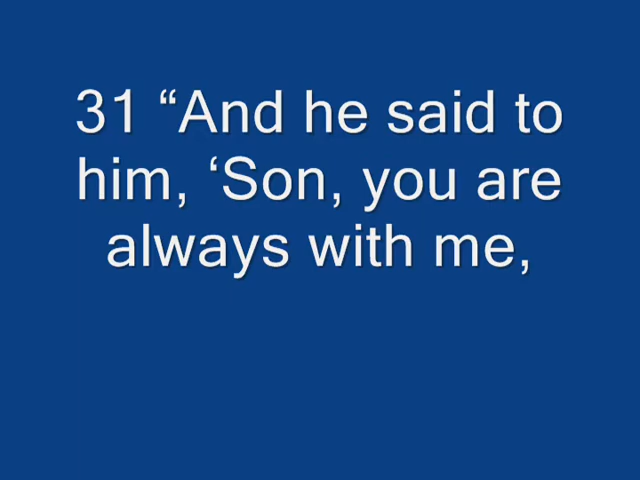 31 “And he said to
him, ‘Son, you are
always with me,